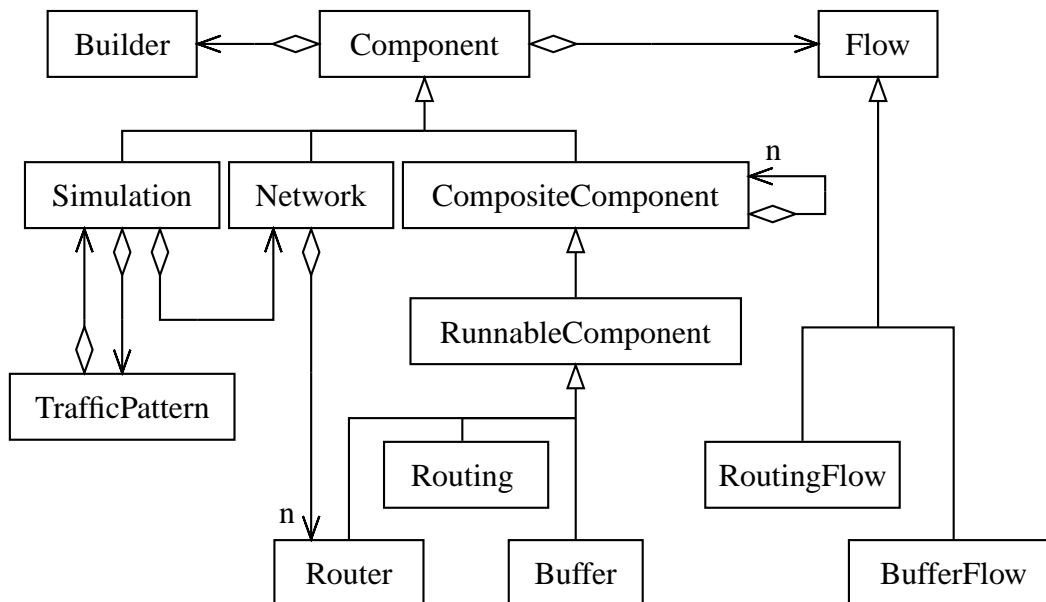 Builder
Component
Flow
n
Simulation
Network
CompositeComponent
RunnableComponent
TrafficPattern
Routing
RoutingFlow
n
Router
Buffer
BufferFlow